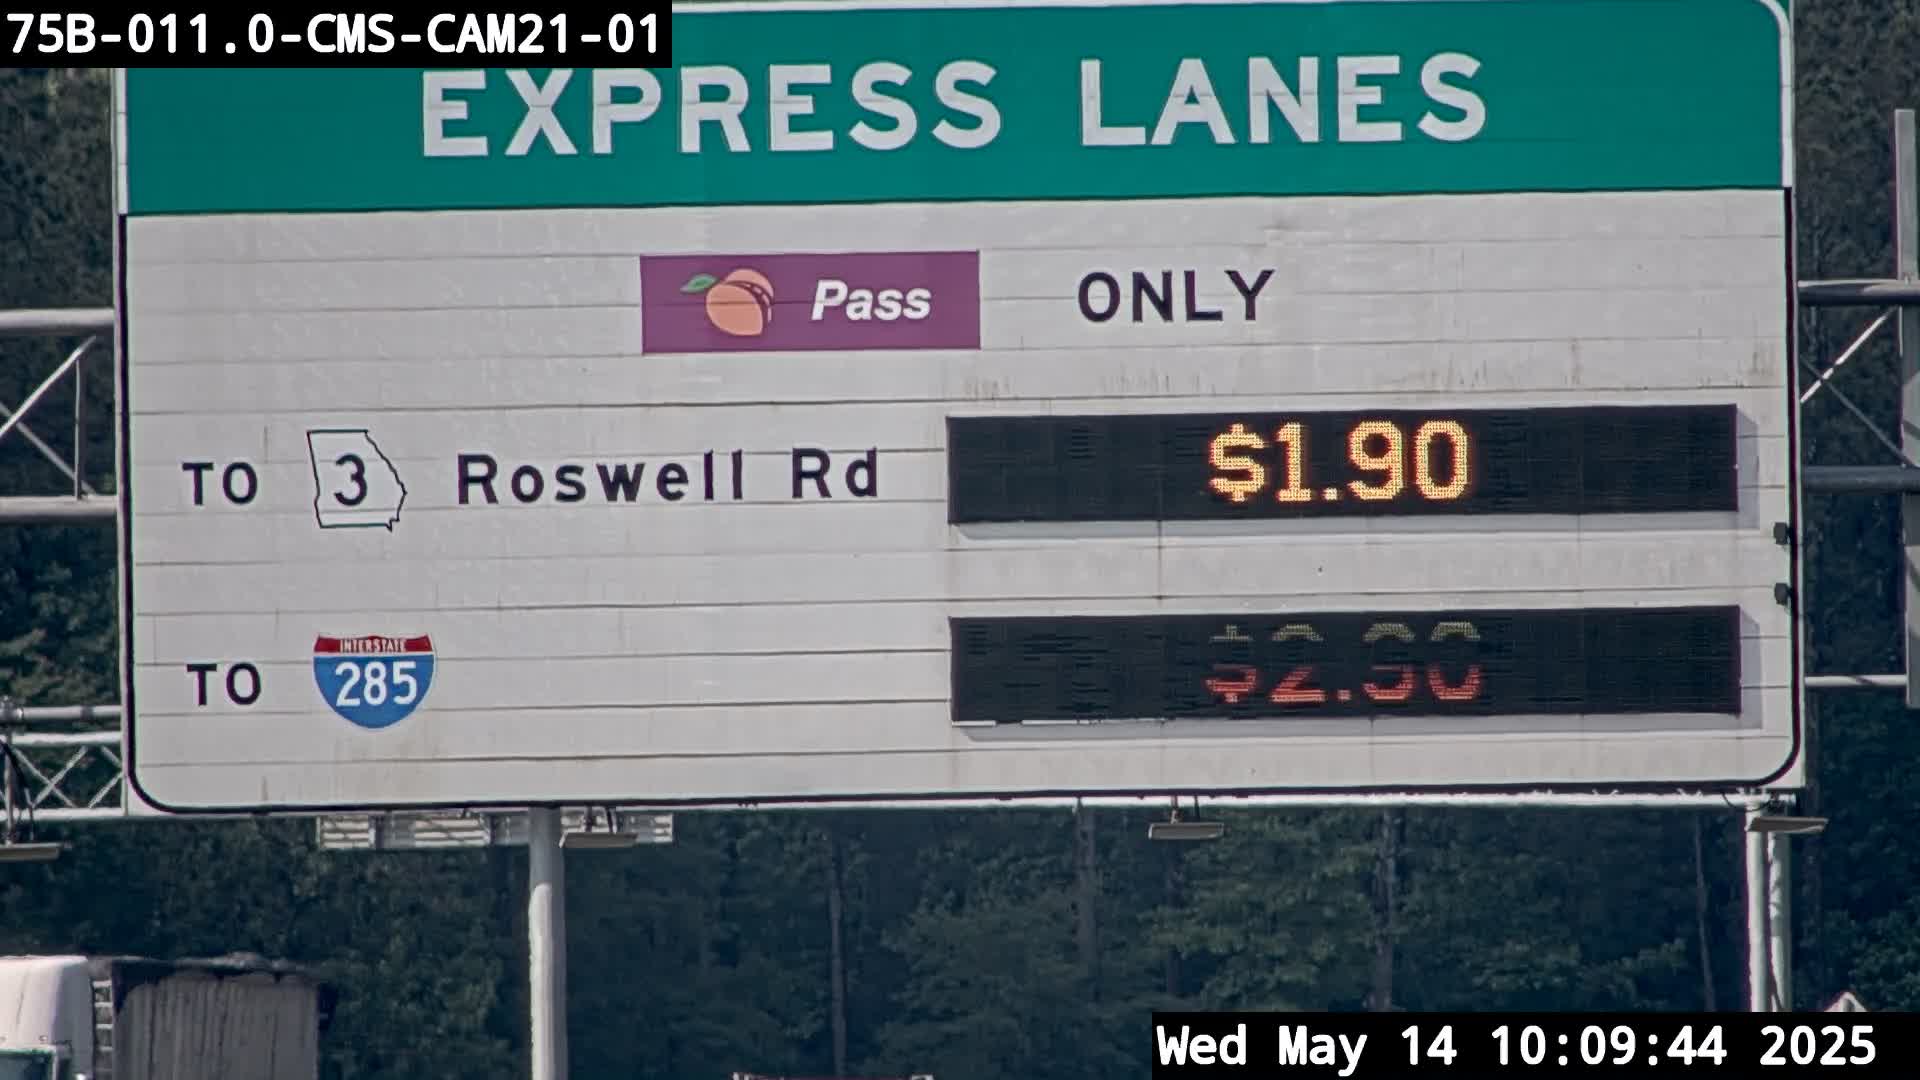 75B-011.0-CMS-CAM21-01
EXPRESS LANES
Pass ONLY
TO 3 Roswell Rd $1.90
INTERSTATE
TO 285
Wed May 14 10:09:44 2025